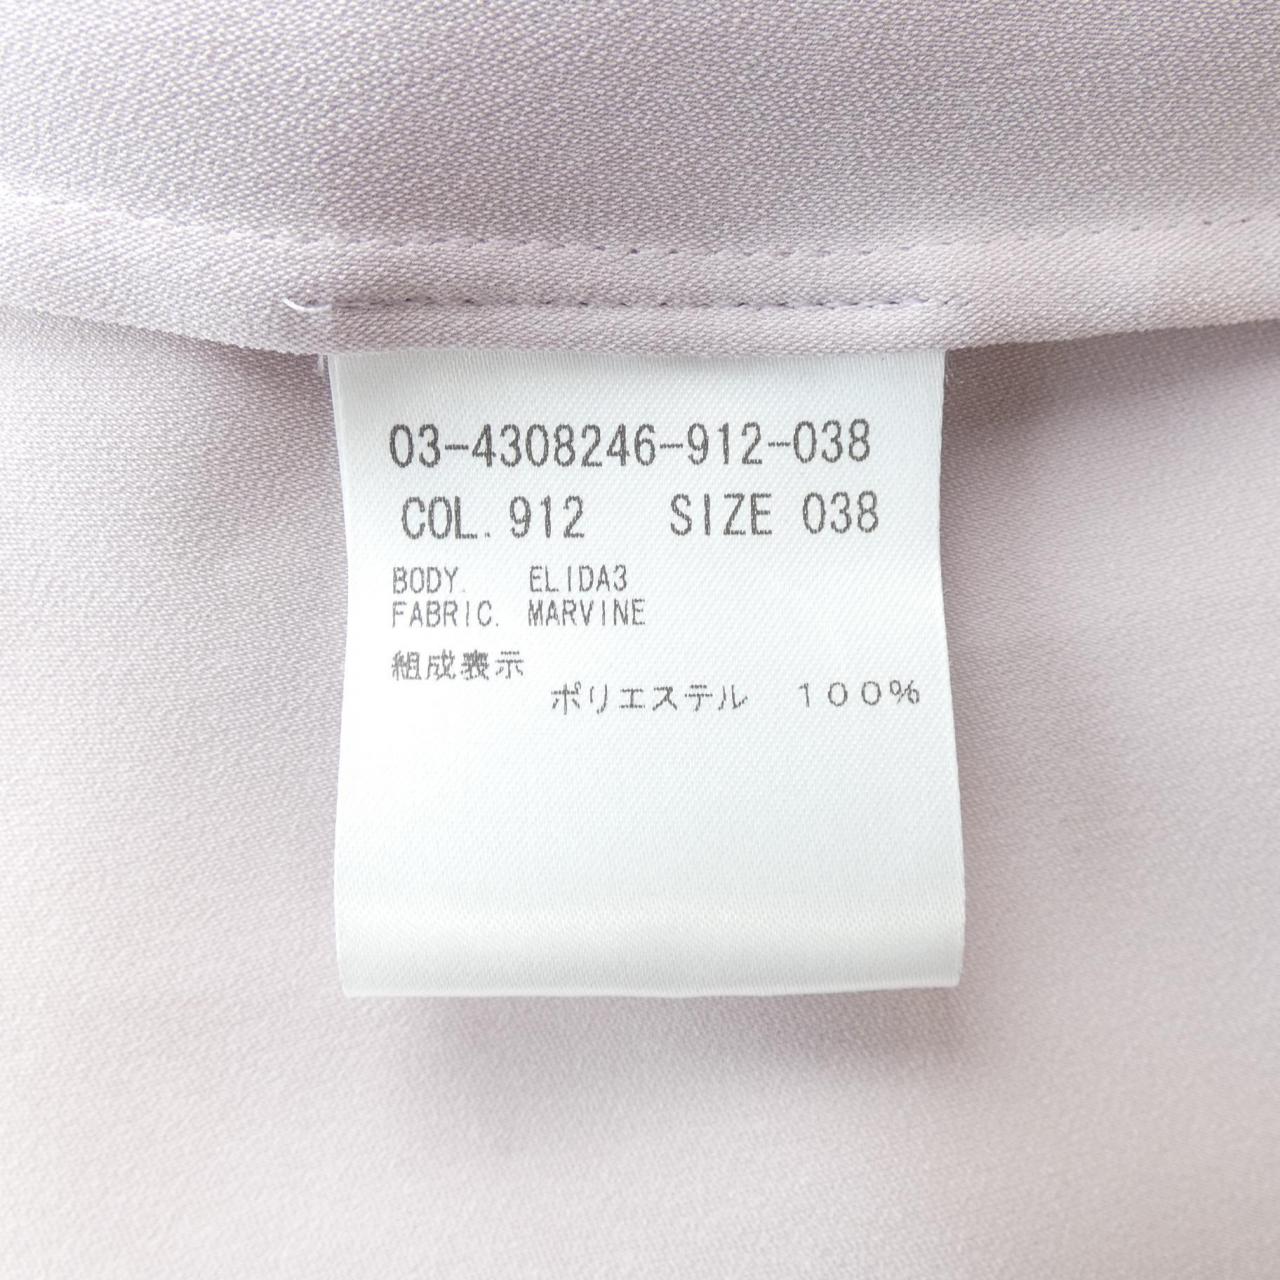 03-4308246-912-038
COL. 912 SIZE 038
BODY. ELIDA3
FABRIC. MARVINE
組成表示
ポリエステル １００％